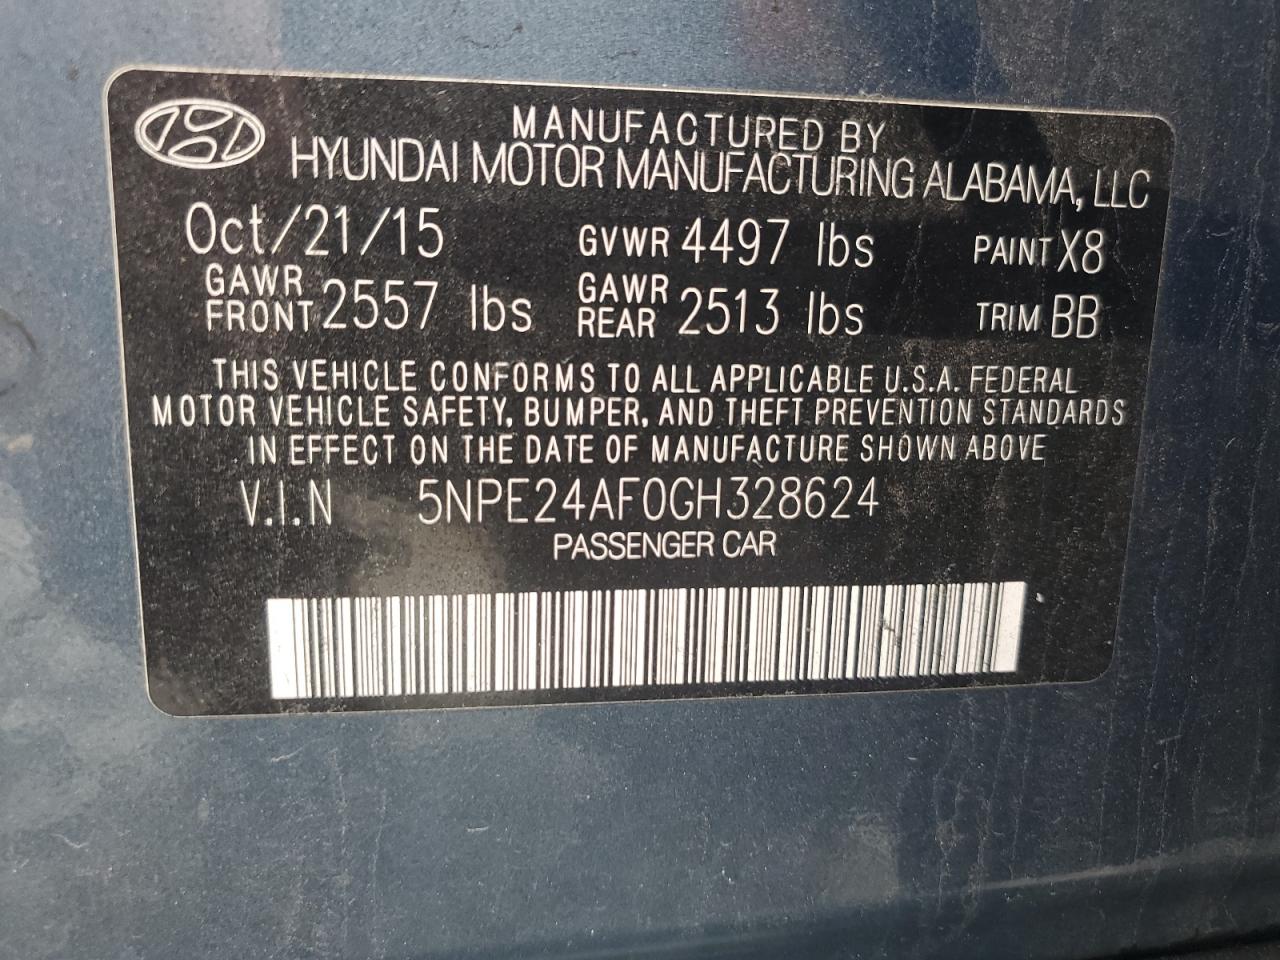 MANUFACTURED BY
HYUNDAI MOTOR MANUFACTURING ALABAMA, LLC
Oct/21/15 GVWR 4497 lbs PAINT X8
GAWR FRONT 2557 lbs GAWR REAR 2513 lbs TRIM BB
THIS VEHICLE CONFORMS TO ALL APPLICABLE U.S.A. FEDERAL
MOTOR VEHICLE SAFETY, BUMPER, AND THEFT PREVENTION STANDARDS
IN EFFECT ON THE DATE OF MANUFACTURE SHOWN ABOVE
V.I.N 5NPE24AF0GH328624
PASSENGER CAR